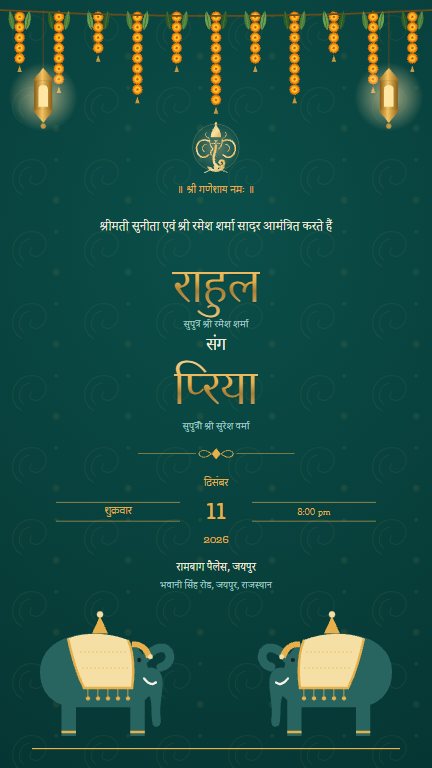 ॥ श्री गणेशाय नमः ॥
श्रीमती सुनीता एवं श्री रमेश शर्मा सादर आमंत्रित करते हैं
राहुल
सुपुत्र श्री रमेश शर्मा
संग
प्रिया
सुपुत्री श्री सुरेश वर्मा
दिसंबर
शुक्रवार 11 8:00 pm
2026
रामबाग पैलेस, जयपुर
भवानी सिंह रोड, जयपुर, राजस्थान